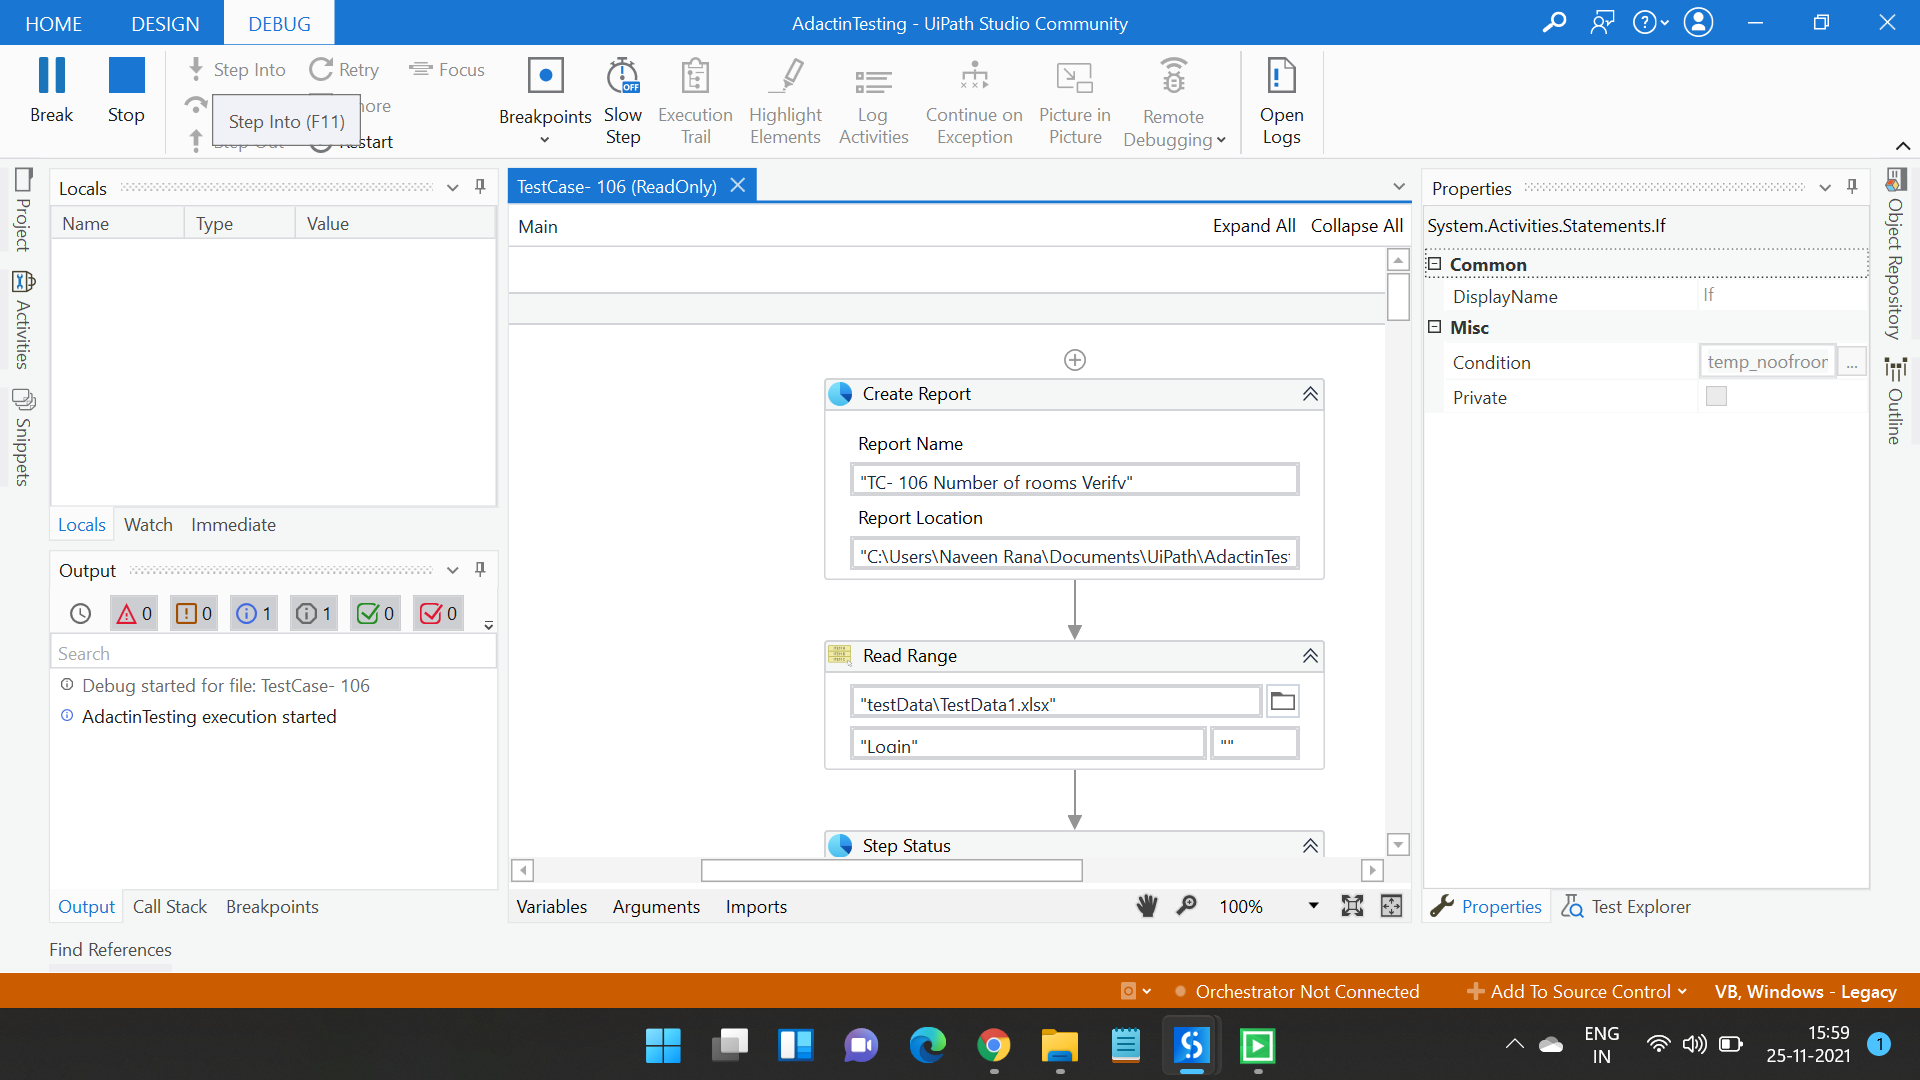 HOME DESIGN DEBUG AdactinTesting - UiPath Studio Community
Break
Stop
Step Into
Retry
Focus
Step Into (F11)
Restart
Breakpoints
Slow
Step
Execution
Trail
Highlight
Elements
Log
Activities
Continue on
Exception
Picture in
Picture
Remote
Debugging
Open
Logs
Project
Activities
Snippets
Locals
Name Type Value
Locals Watch Immediate
Output
0 0 1 1 0 0
Search
Debug started for file: TestCase- 106
AdactinTesting execution started
Output Call Stack Breakpoints
Find References
TestCase- 106 (ReadOnly)
Main Expand All Collapse All
Create Report
Report Name
"TC- 106 Number of rooms Verify"
Report Location
"C:\Users\Naveen Rana\Documents\UiPath\AdactinTest
Read Range
"testData\TestData1.xlsx"
"Login" ""
Step Status
Variables Arguments Imports 100%
Properties
System.Activities.Statements.If
Common
DisplayName If
Misc
Condition temp_noofroom ...
Private
Properties Test Explorer
Object Repository
Outline
Orchestrator Not Connected Add To Source Control VB, Windows - Legacy
ENG
IN
15:59
25-11-2021
1